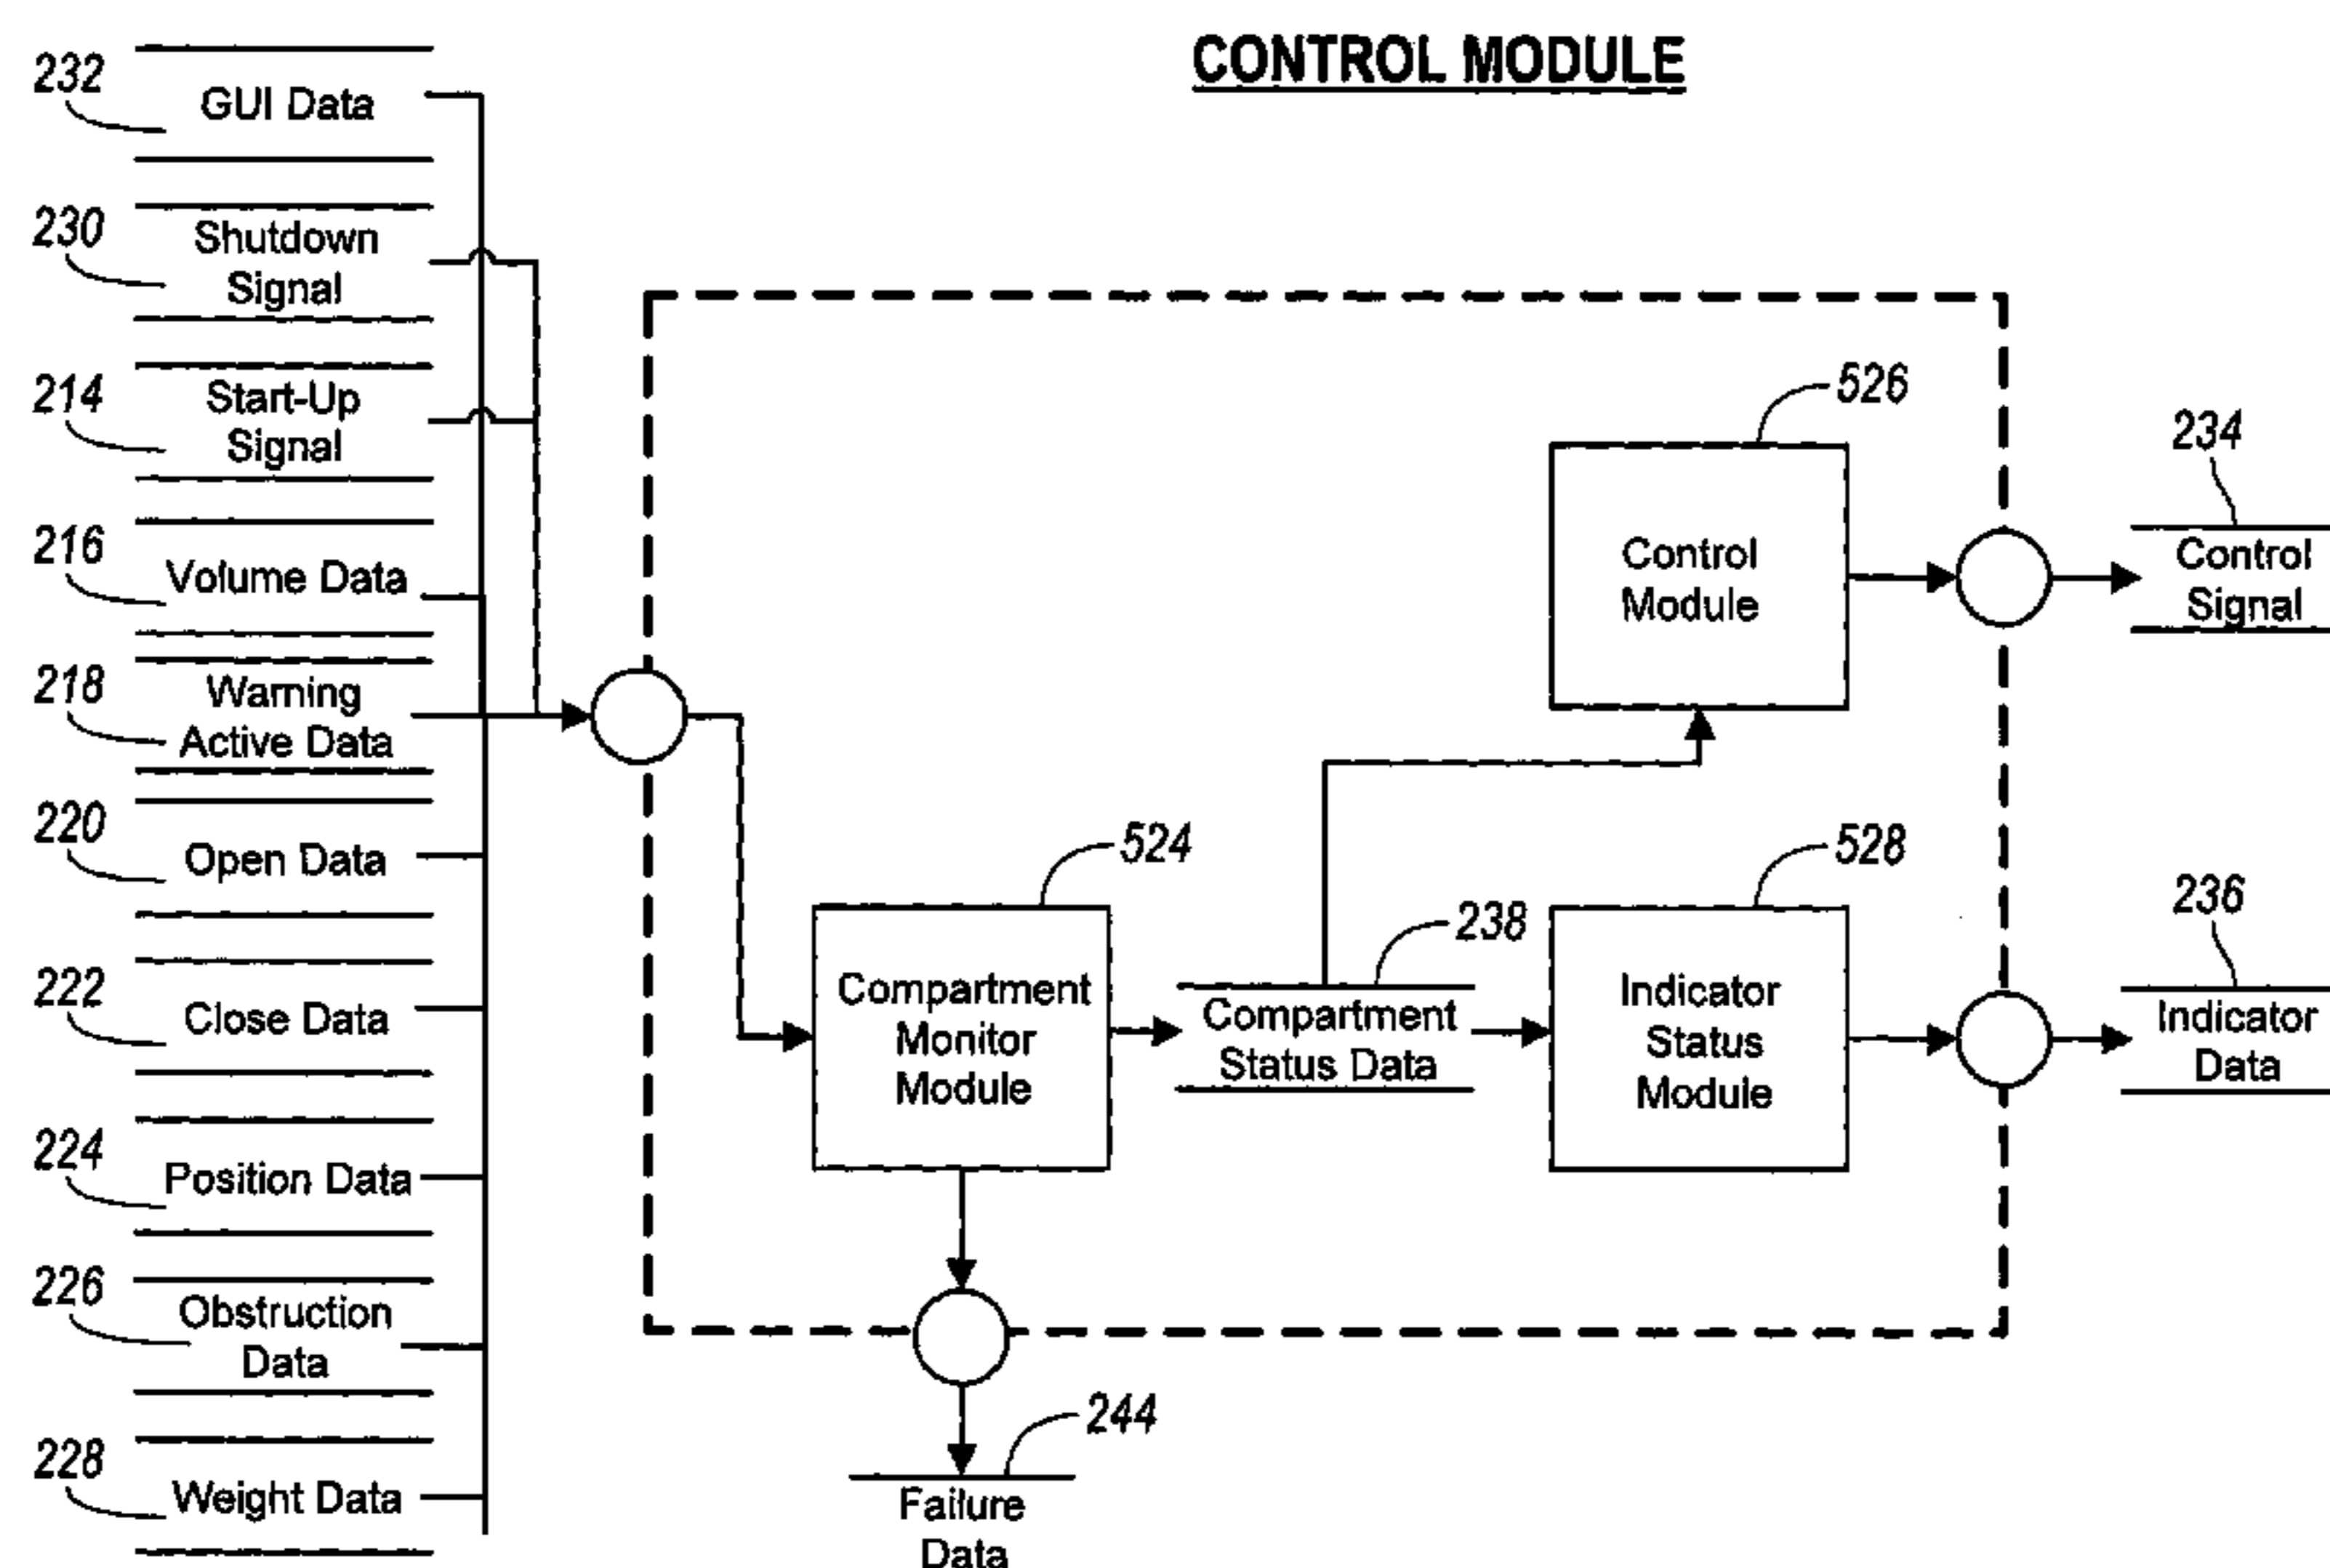 CONTROL MODULE
232
GUI Data
230
Shutdown
Signal
214
Start-Up
Signal
216
Volume Data
218
Warning
Active Data
220
Open Data
222
Close Data
224
Position Data
226
Obstruction
Data
228
Weight Data
524
Compartment
Monitor
Module
238
Compartment
Status Data
526
Control
Module
528
Indicator
Status
Module
234
Control
Signal
236
Indicator
Data
244
Failure
Data